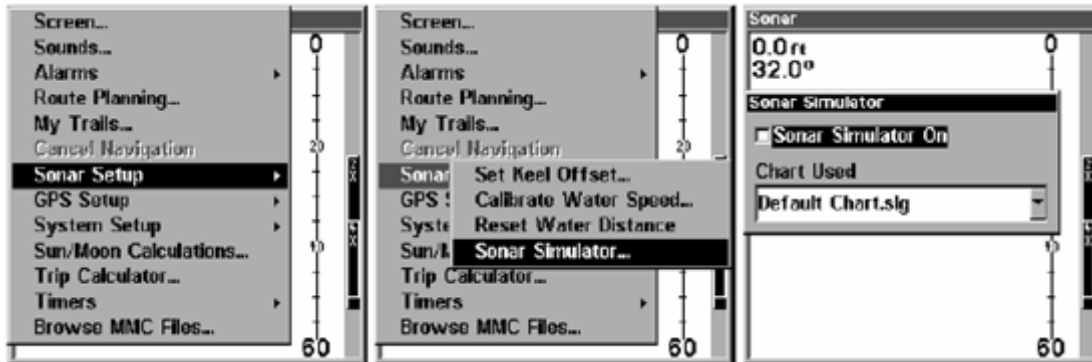 Screen...
Sounds...
Alarms
Route Planning...
My Trails...
Cancel Navigation
Sonar Setup
GPS Setup
System Setup
Sun/Moon Calculations...
Trip Calculator...
Timers
Browse MMC Files...
0
20
60
Screen...
Sounds...
Alarms
Route Planning...
My Trails...
Cancel Navigation
Sonar
Set Keel Offset...
GPS
Calibrate Water Speed...
Syste
Reset Water Distance
Sun/
Sonar Simulator...
Trip Calculator...
Timers
Browse MMC Files...
0
20
60
Sonar
0.0 ft
32.0º
0
Sonar Simulator
Sonar Simulator On
Chart Used
Default Chart.slg
60